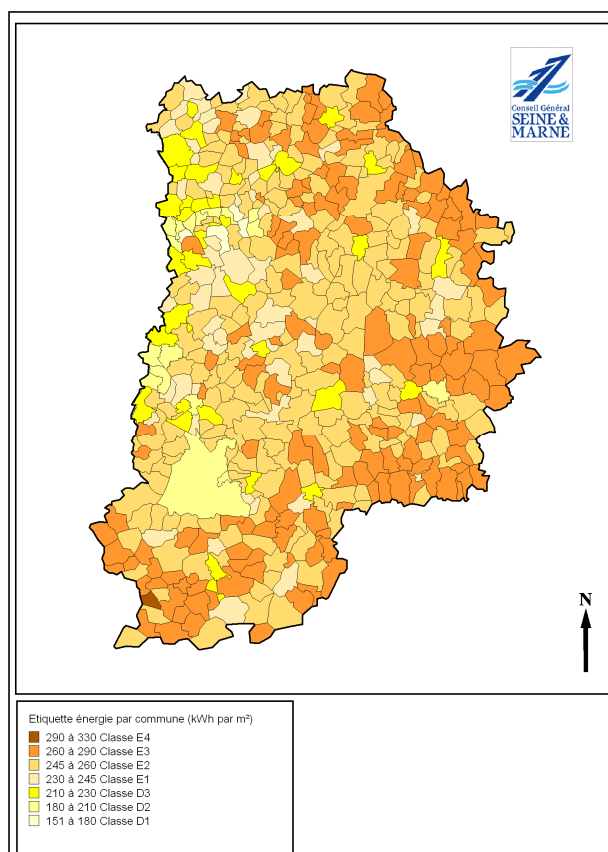 Conseil Général
SEINE &
MARNE
N
Etiquette énergie par commune (kWh par m²)
290 à 330 Classe E4
260 à 290 Classe E3
245 à 260 Classe E2
230 à 245 Classe E1
210 à 230 Classe D3
180 à 210 Classe D2
151 à 180 Classe D1